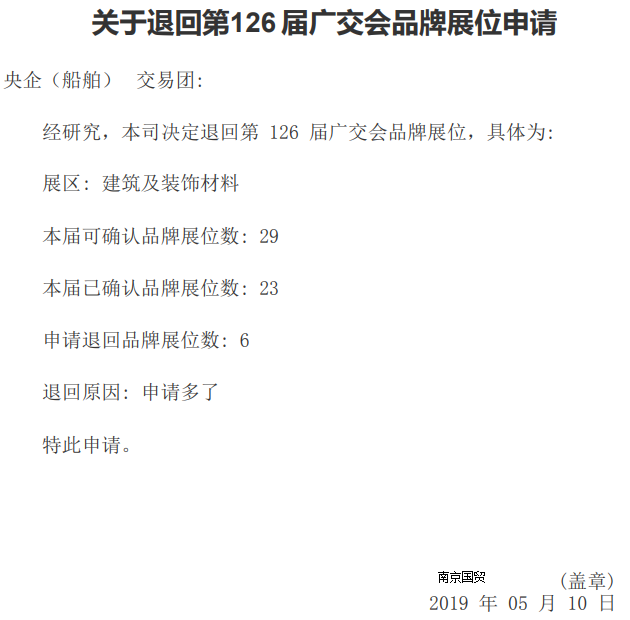 关于退回第126届广交会品牌展位申请
央企（船舶） 交易团:
经研究，本司决定退回第 126 届广交会品牌展位，具体为:
展区: 建筑及装饰材料
本届可确认品牌展位数: 29
本届已确认品牌展位数: 23
申请退回品牌展位数: 6
退回原因: 申请多了
特此申请。
南京国贸 (盖章)
2019 年 05 月 10 日